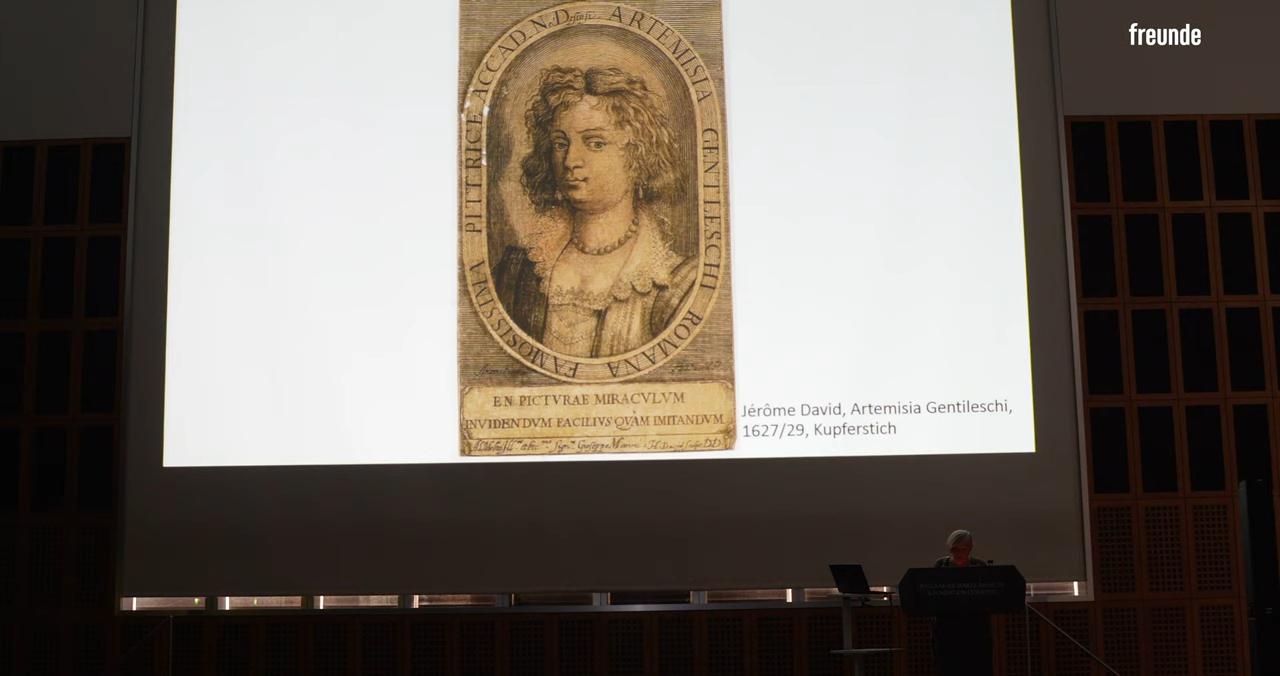 freunde
FAMOSISSIMA PITTRICE ACCAD. N. Desiosi ARTEMISIA GENTILESCHI ROMANA
EN PICTVRAE MIRACVLVM
INVIDENDVM FACILIVS QVAM IMITANDVM
Jérôme David, Artemisia Gentileschi,
1627/29, Kupferstich